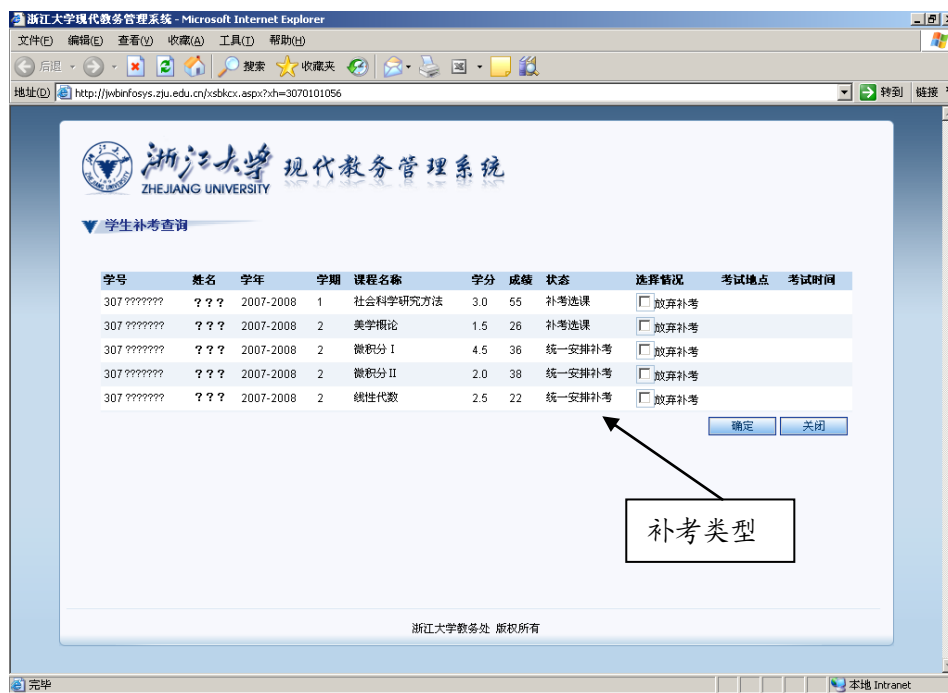 浙江大学现代教务管理系统 - Microsoft Internet Explorer
文件(F) 编辑(E) 查看(V) 收藏(A) 工具(T) 帮助(H)
后退 搜索 收藏夹
地址(D) http://jwbinfosys.zju.edu.cn/xsbkcx.aspx?xh=3070101056 转到 链接
浙江大学 现代教务管理系统
ZHEJIANG UNIVERSITY
学生补考查询
学号 姓名 学年 学期 课程名称 学分 成绩 状态 选择情况 考试地点 考试时间
307??????? ??? 2007-2008 1 社会科学研究方法 3.0 55 补考选课 放弃补考
307??????? ??? 2007-2008 2 美学概论 1.5 26 补考选课 放弃补考
307??????? ??? 2007-2008 2 微积分 I 4.5 36 统一安排补考 放弃补考
307??????? ??? 2007-2008 2 微积分 II 2.0 38 统一安排补考 放弃补考
307??????? ??? 2007-2008 2 线性代数 2.5 22 统一安排补考 放弃补考
确定 关闭
补考类型
浙江大学教务处 版权所有
完毕 本地 Intranet